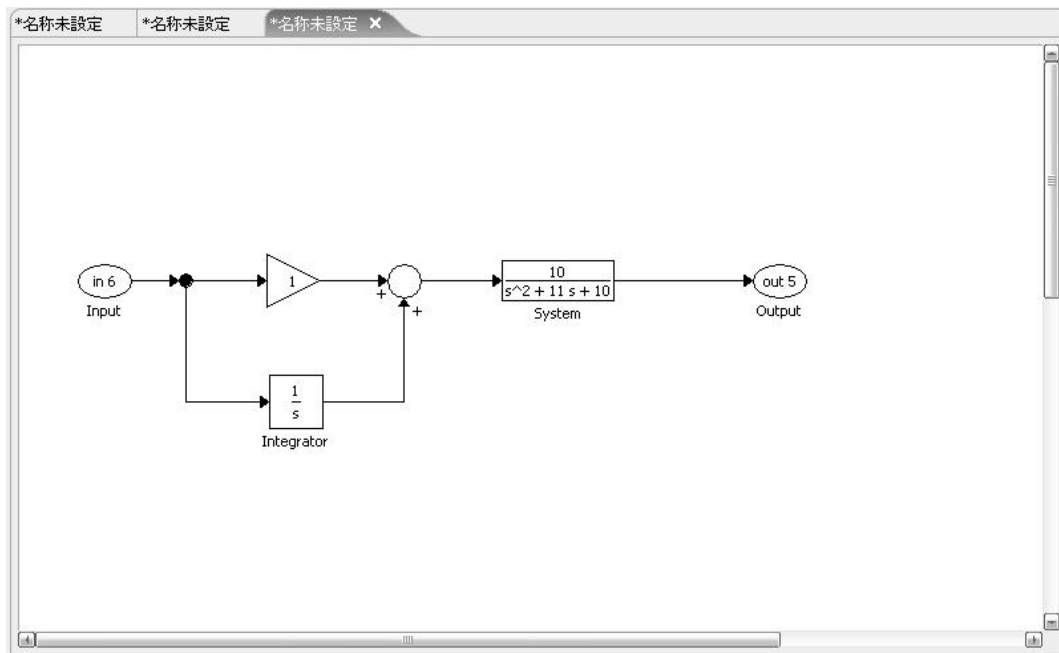 *名称未設定
*名称未設定
*名称未設定
in 6
Input
1
+
+
1
s
Integrator
10
s^2 + 11 s + 10
System
out 5
Output